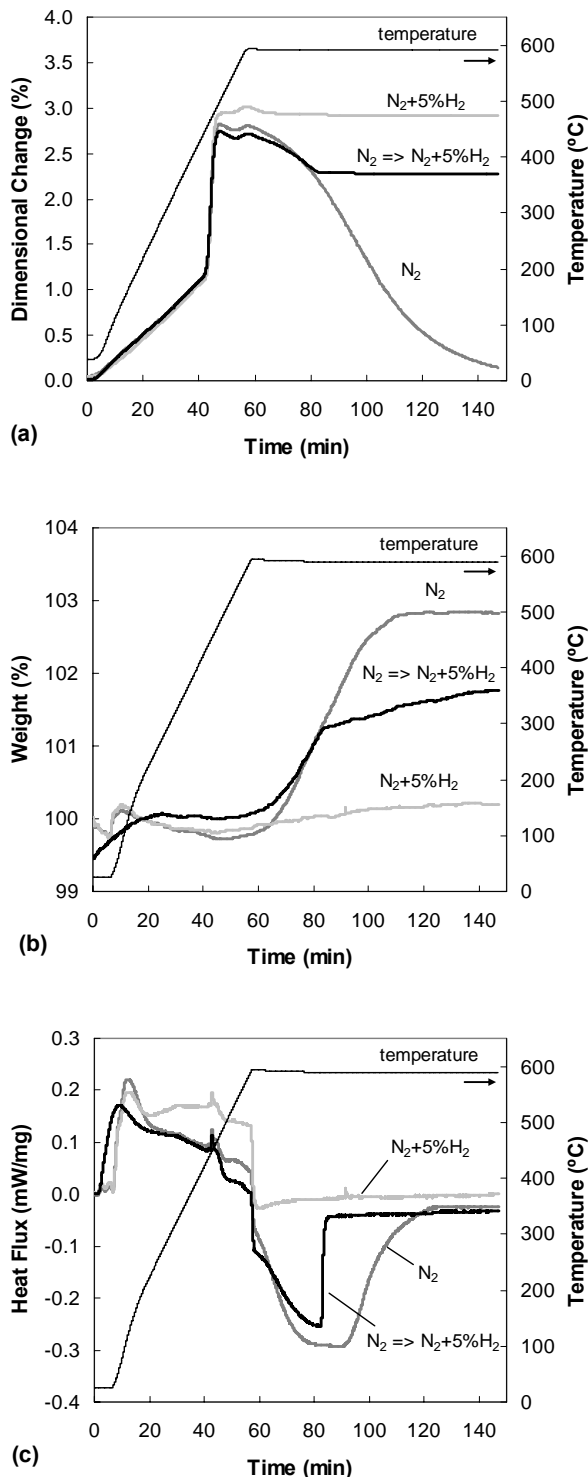 4.0
3.5
3.0
2.5
2.0
1.5
1.0
0.5
0.0
Dimensional Change (%)
temperature
N2+5%H2
N2 => N2+5%H2
N2
600
500
400
300
200
100
0
Temperature (ºC)
0 20 40 60 80 100 120 140
Time (min)
(a)
104
103
102
101
100
99
Weight (%)
temperature
N2
N2 => N2+5%H2
N2+5%H2
600
500
400
300
200
100
0
Temperature (ºC)
0 20 40 60 80 100 120 140
Time (min)
(b)
0.3
0.2
0.1
0.0
-0.1
-0.2
-0.3
-0.4
Heat Flux (mW/mg)
temperature
N2+5%H2
N2
N2 => N2+5%H2
600
500
400
300
200
100
0
Temperature (ºC)
0 20 40 60 80 100 120 140
Time (min)
(c)